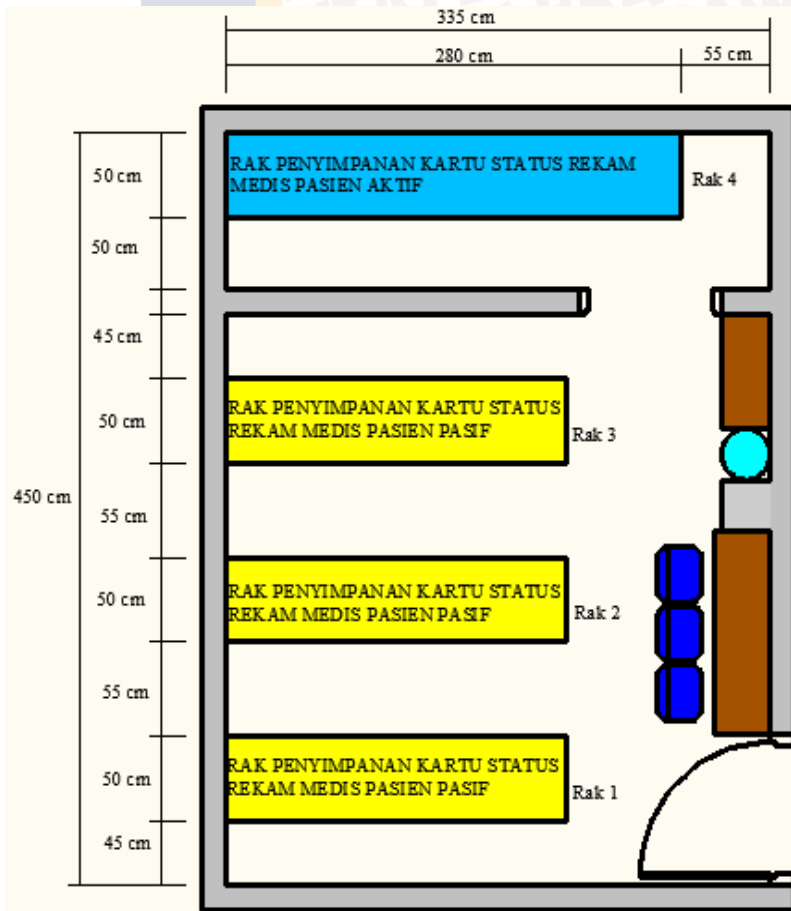 335 cm
280 cm
55 cm
50 cm
RAK PENYIMPANAN KARTU STATUS REKAM
MEDIS PASIEN AKTIF
Rak 4
50 cm
45 cm
RAK PENYIMPANAN KARTU STATUS
REKAM MEDIS PASIEN PASIF
50 cm
Rak 3
450 cm
55 cm
RAK PENYIMPANAN KARTU STATUS
REKAM MEDIS PASIEN PASIF
50 cm
Rak 2
55 cm
RAK PENYIMPANAN KARTU STATUS
REKAM MEDIS PASIEN PASIF
50 cm
Rak 1
45 cm